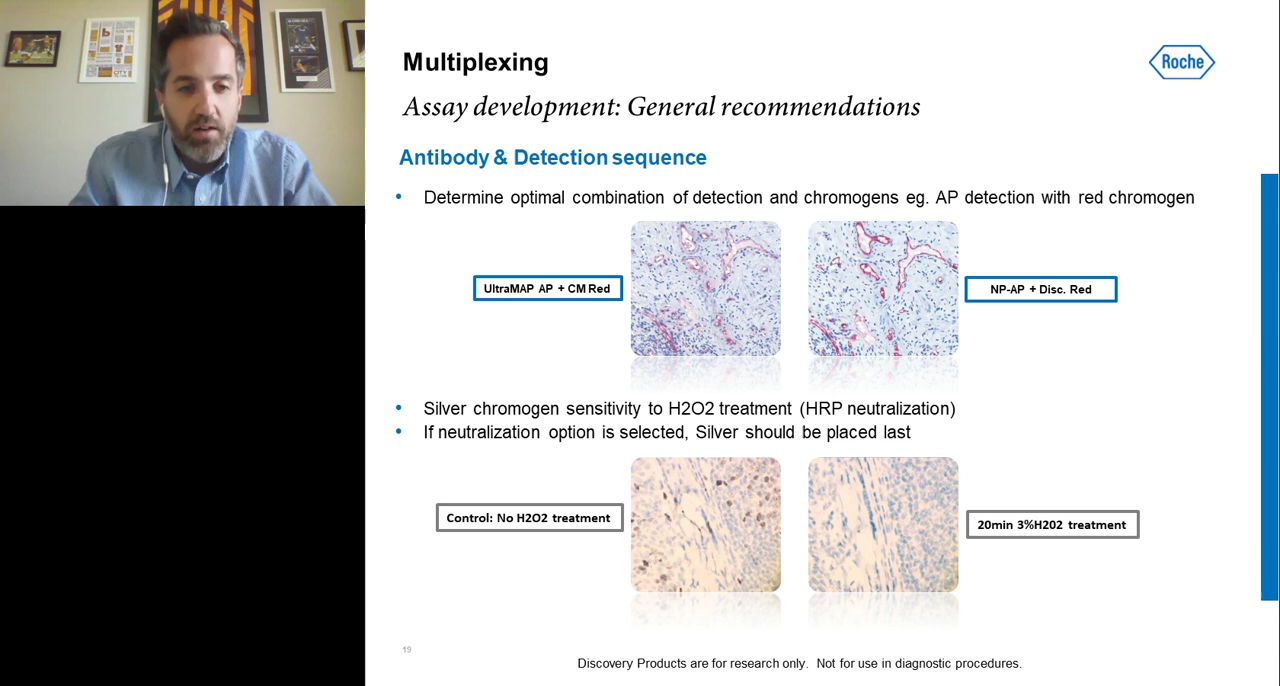 Multiplexing
Roche
Assay development: General recommendations
Antibody & Detection sequence
• Determine optimal combination of detection and chromogens eg. AP detection with red chromogen
UltraMAP AP + CM Red
NP-AP + Disc. Red
• Silver chromogen sensitivity to H2O2 treatment (HRP neutralization)
• If neutralization option is selected, Silver should be placed last
Control: No H2O2 treatment
20min 3%H202 treatment
19
Discovery Products are for research only. Not for use in diagnostic procedures.